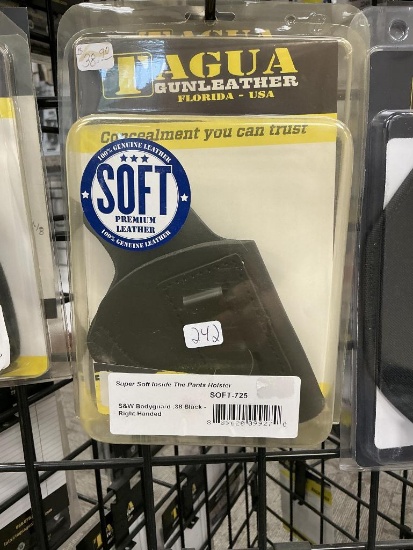 TAGUA
TAGUA
GUNLEATHER
FLORIDA - USA
Concealment you can trust
100% GENUINE LEATHER
SOFT
PREMIUM
LEATHER
100% GENUINE LEATHER
242
Super Soft Inside The Pants Holster
SOFT-725
S&W Bodyguard .38 Black -
Right Handed